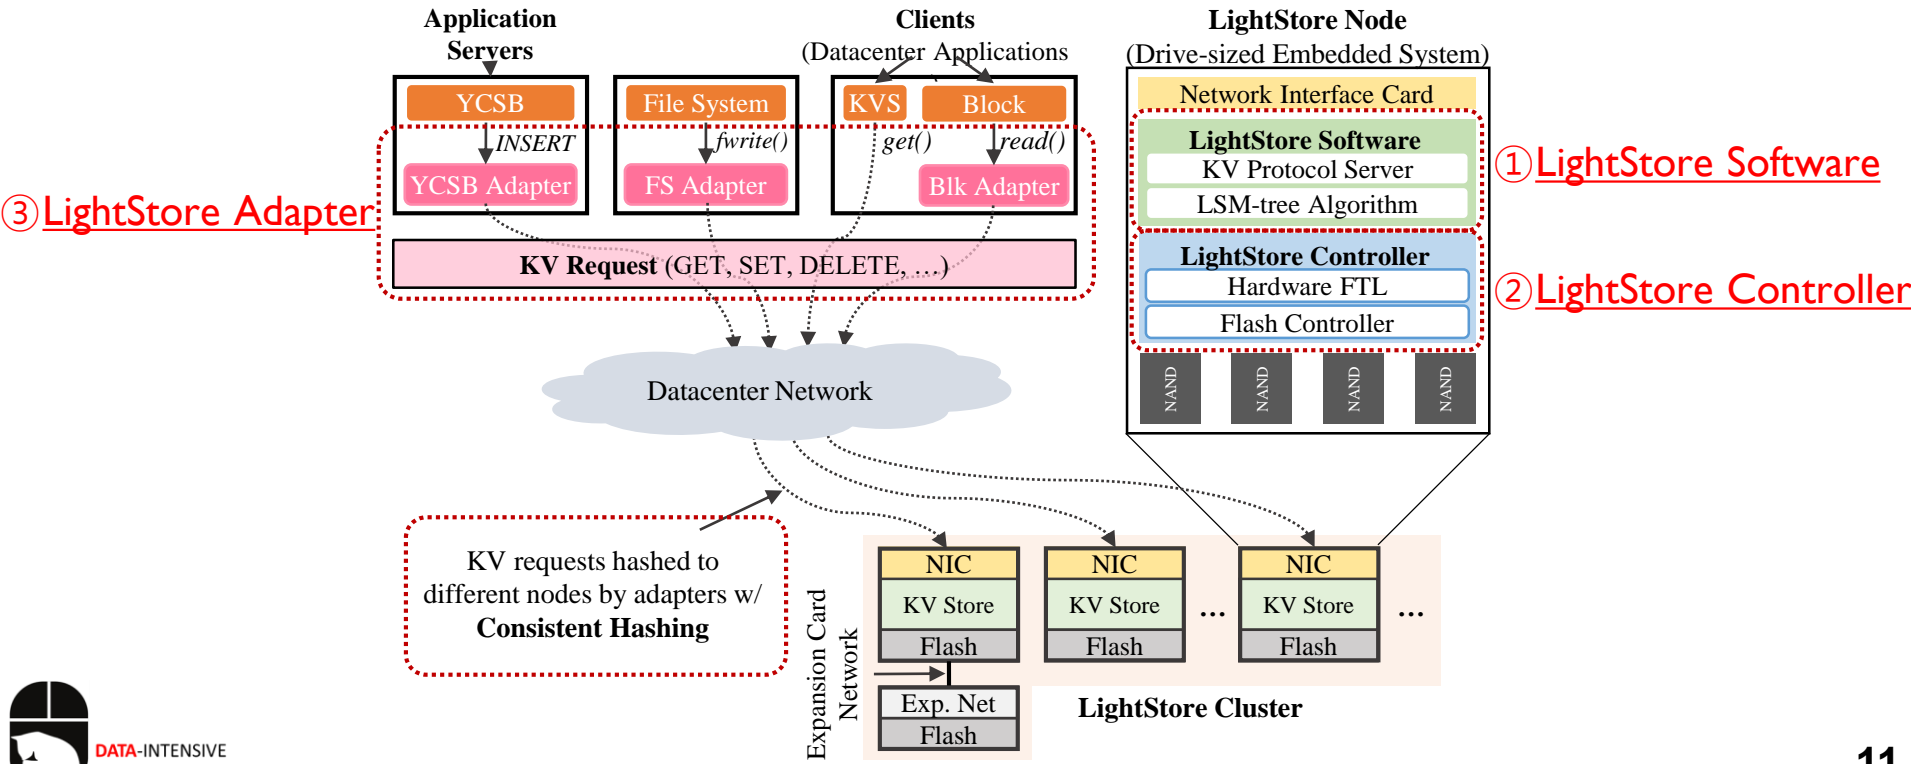 Application
Servers
Clients
(Datacenter Applications
LightStore Node
(Drive-sized Embedded System)
YCSB
File System
KVS
Block
INSERT
fwrite()
get()
read()
YCSB Adapter
FS Adapter
Blk Adapter
③LightStore Adapter
KV Request (GET, SET, DELETE, …)
Network Interface Card
LightStore Software
KV Protocol Server
LSM-tree Algorithm
①LightStore Software
LightStore Controller
Hardware FTL
Flash Controller
②LightStore Controller
NAND
NAND
NAND
NAND
Datacenter Network
KV requests hashed to
different nodes by adapters w/
Consistent Hashing
NIC
KV Store
Flash
NIC
KV Store
Flash
...
NIC
KV Store
Flash
...
Expansion Card
Network
Exp. Net
Flash
LightStore Cluster
DATA-INTENSIVE
11